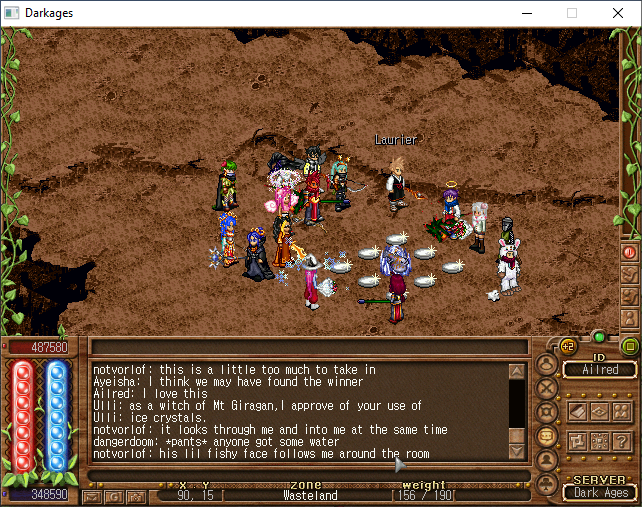 Darkages
Laurier
487580
notvorlof: this is a little too much to take in
Ayeisha: I think we may have found the winner
Ailred: I love this
Ulli: as a witch of Mt Giragan,I approve of your use of
Ulli: ice crystals.
notvorlof: it looks through me and into me at the same time
dangerdoom: *pants* anyone got some water
notvorlof: his lil fishy face follows me around the room
+2
ID
Ailred
?
SERVER
Dark Ages
348590
G
X Y zone weight
90, 15 [ Wasteland [156 / 190[